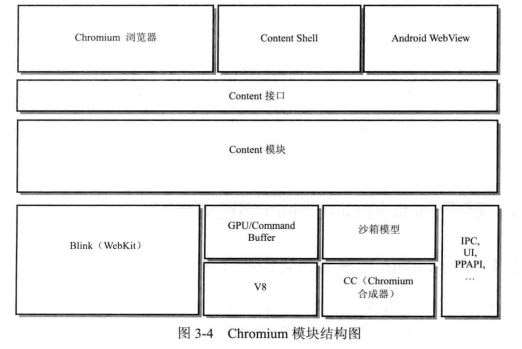 Chromium 浏览器
Content Shell
Android WebView
Content 接口
Content 模块
Blink（WebKit）
GPU/Command
Buffer
沙箱模型
IPC,
UI,
PPAPI,
…
V8
CC（Chromium
合成器）
图 3-4 Chromium 模块结构图